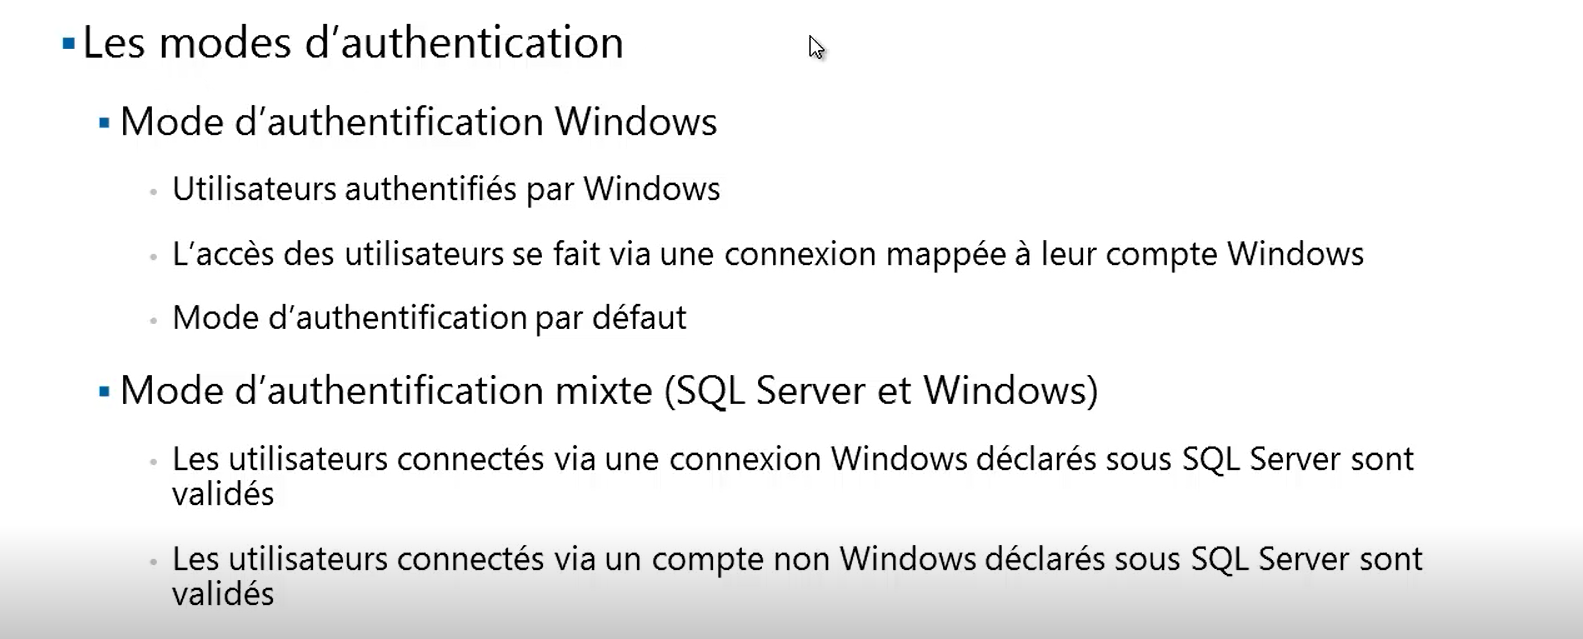 Les modes d’authentication
Mode d’authentification Windows
Utilisateurs authentifiés par Windows
L’accès des utilisateurs se fait via une connexion mappée à leur compte Windows
Mode d’authentification par défaut
Mode d’authentification mixte (SQL Server et Windows)
Les utilisateurs connectés via une connexion Windows déclarés sous SQL Server sont
validés
Les utilisateurs connectés via un compte non Windows déclarés sous SQL Server sont
validés